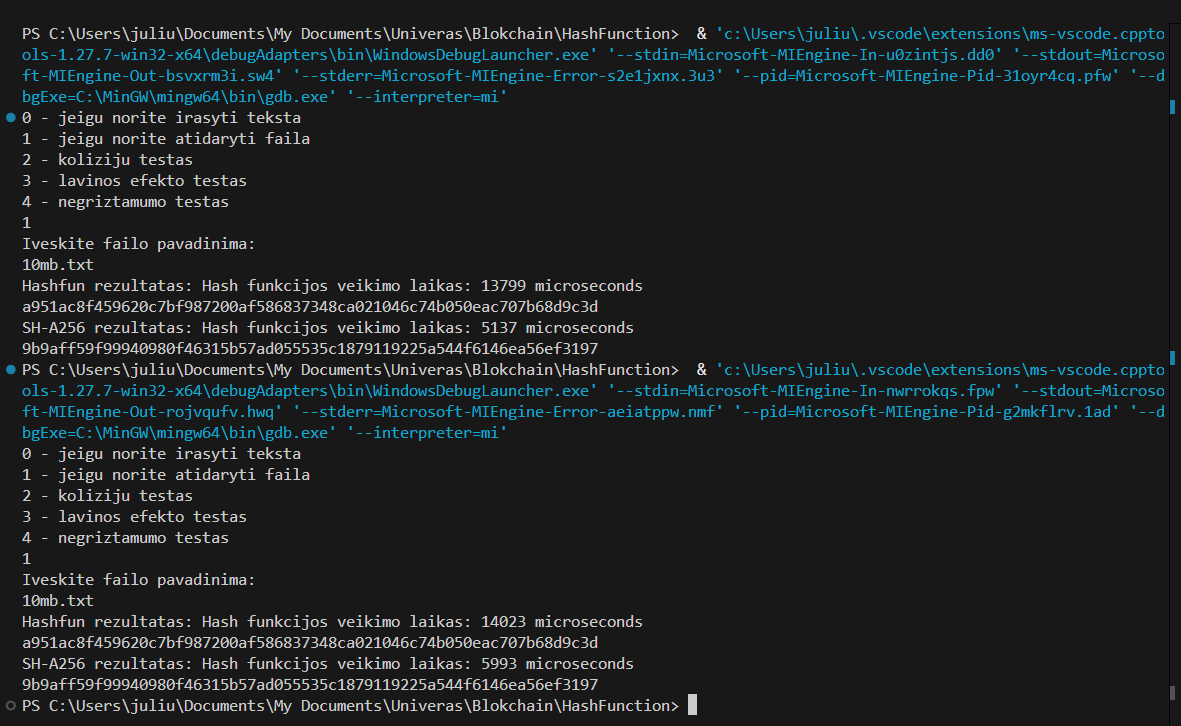 PS C:\Users\juliu\Documents\My Documents\Univeras\Blokchain\HashFunction>  & 'c:\Users\juliu\.vscode\extensions\ms-vscode.cppto
ols-1.27.7-win32-x64\debugAdapters\bin\WindowsDebugLauncher.exe' '--stdin=Microsoft-MIEngine-In-u0zintjs.dd0' '--stdout=Microso
ft-MIEngine-Out-bsvxrm3i.sw4' '--stderr=Microsoft-MIEngine-Error-s2e1jxnx.3u3' '--pid=Microsoft-MIEngine-Pid-31oyr4cq.pfw' '--d
bgExe=C:\MinGW\mingw64\bin\gdb.exe' '--interpreter=mi'
0 - jeigu norite irasyti teksta
1 - jeigu norite atidaryti faila
2 - koliziju testas
3 - lavinos efekto testas
4 - negriztamumo testas
1
Iveskite failo pavadinima:
10mb.txt
Hashfun rezultatas: Hash funkcijos veikimo laikas: 13799 microseconds
a951ac8f459620c7bf987200af586837348ca021046c74b050eac707b68d9c3d
SH-A256 rezultatas: Hash funkcijos veikimo laikas: 5137 microseconds
9b9aff59f99940980f46315b57ad055535c1879119225a544f6146ea56ef3197
PS C:\Users\juliu\Documents\My Documents\Univeras\Blokchain\HashFunction>  & 'c:\Users\juliu\.vscode\extensions\ms-vscode.cppto
ols-1.27.7-win32-x64\debugAdapters\bin\WindowsDebugLauncher.exe' '--stdin=Microsoft-MIEngine-In-nwrrokqs.fpw' '--stdout=Microso
ft-MIEngine-Out-rojvqufv.hwq' '--stderr=Microsoft-MIEngine-Error-aeiatppw.nmf' '--pid=Microsoft-MIEngine-Pid-g2mkflrv.1ad' '--d
bgExe=C:\MinGW\mingw64\bin\gdb.exe' '--interpreter=mi'
0 - jeigu norite irasyti teksta
1 - jeigu norite atidaryti faila
2 - koliziju testas
3 - lavinos efekto testas
4 - negriztamumo testas
1
Iveskite failo pavadinima:
10mb.txt
Hashfun rezultatas: Hash funkcijos veikimo laikas: 14023 microseconds
a951ac8f459620c7bf987200af586837348ca021046c74b050eac707b68d9c3d
SH-A256 rezultatas: Hash funkcijos veikimo laikas: 5993 microseconds
9b9aff59f99940980f46315b57ad055535c1879119225a544f6146ea56ef3197
PS C:\Users\juliu\Documents\My Documents\Univeras\Blokchain\HashFunction>